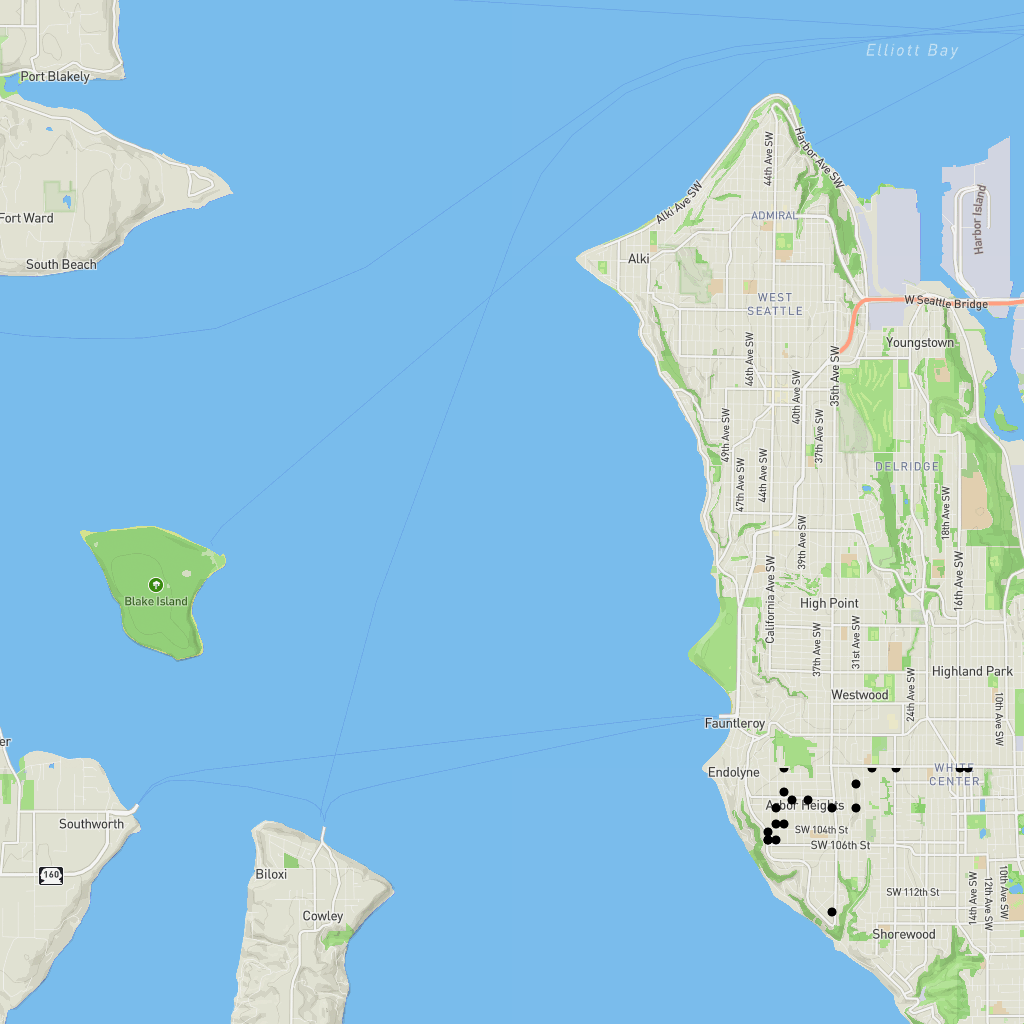 Elliott Bay
Port Blakely
44th Ave SW
Harbor Ave SW
Alki Ave SW
Fort Ward
ADMIRAL
Harbor Island
South Beach
Alki
WEST
SEATTLE
W Seattle Bridge
Youngstown
46th Ave SW
35th Ave SW
40th Ave SW
49th Ave SW
37th Ave SW
47th Ave SW
44th Ave SW
DELRIDGE
18th Ave SW
39th Ave SW
16th Ave SW
California Ave SW
Blake Island
High Point
37th Ave SW
31st Ave SW
Highland Park
24th Ave SW
Westwood
10th Ave SW
Fauntleroy
er
Endolyne
WHITE
CENTER
Arbor Heights
Southworth
SW 104th St
SW 106th St
160
Biloxi
SW 112th St
14th Ave SW
12th Ave SW
10th Ave SW
Cowley
Shorewood